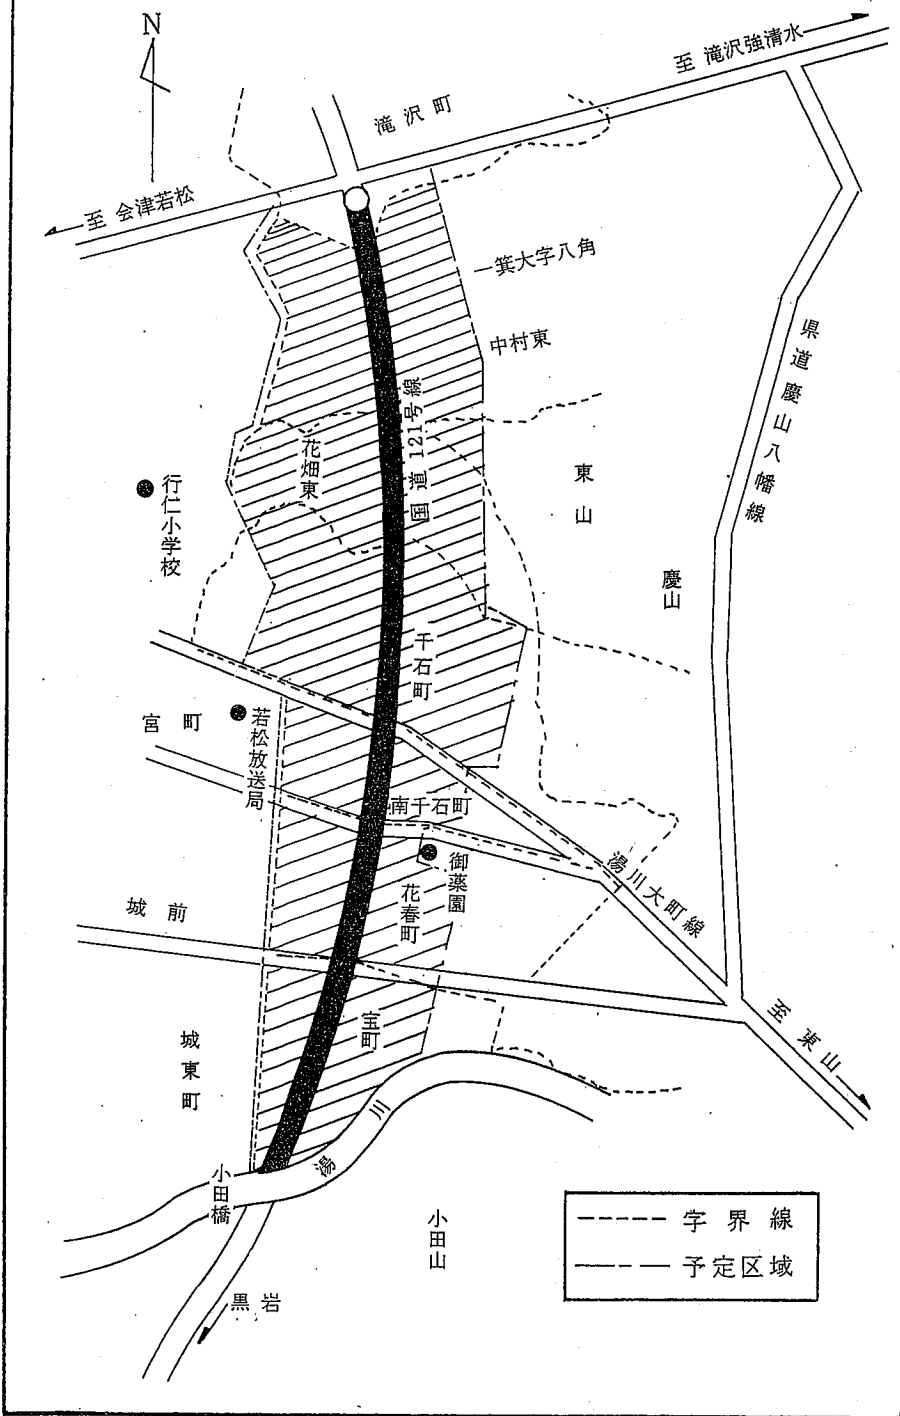 N
至 滝沢強清水
滝沢町
至 会津若松
一箕大字八角
中村東
県道慶山八幡線
国道121号線
花畑東
東山
行仁小学校
慶山
千石町
宮町
若松放送局
南千石町
御薬園
湯川大町線
花春町
城前
至東山
宝町
城東町
湯川
小田橋
小田山
字界線
予定区域
黒岩